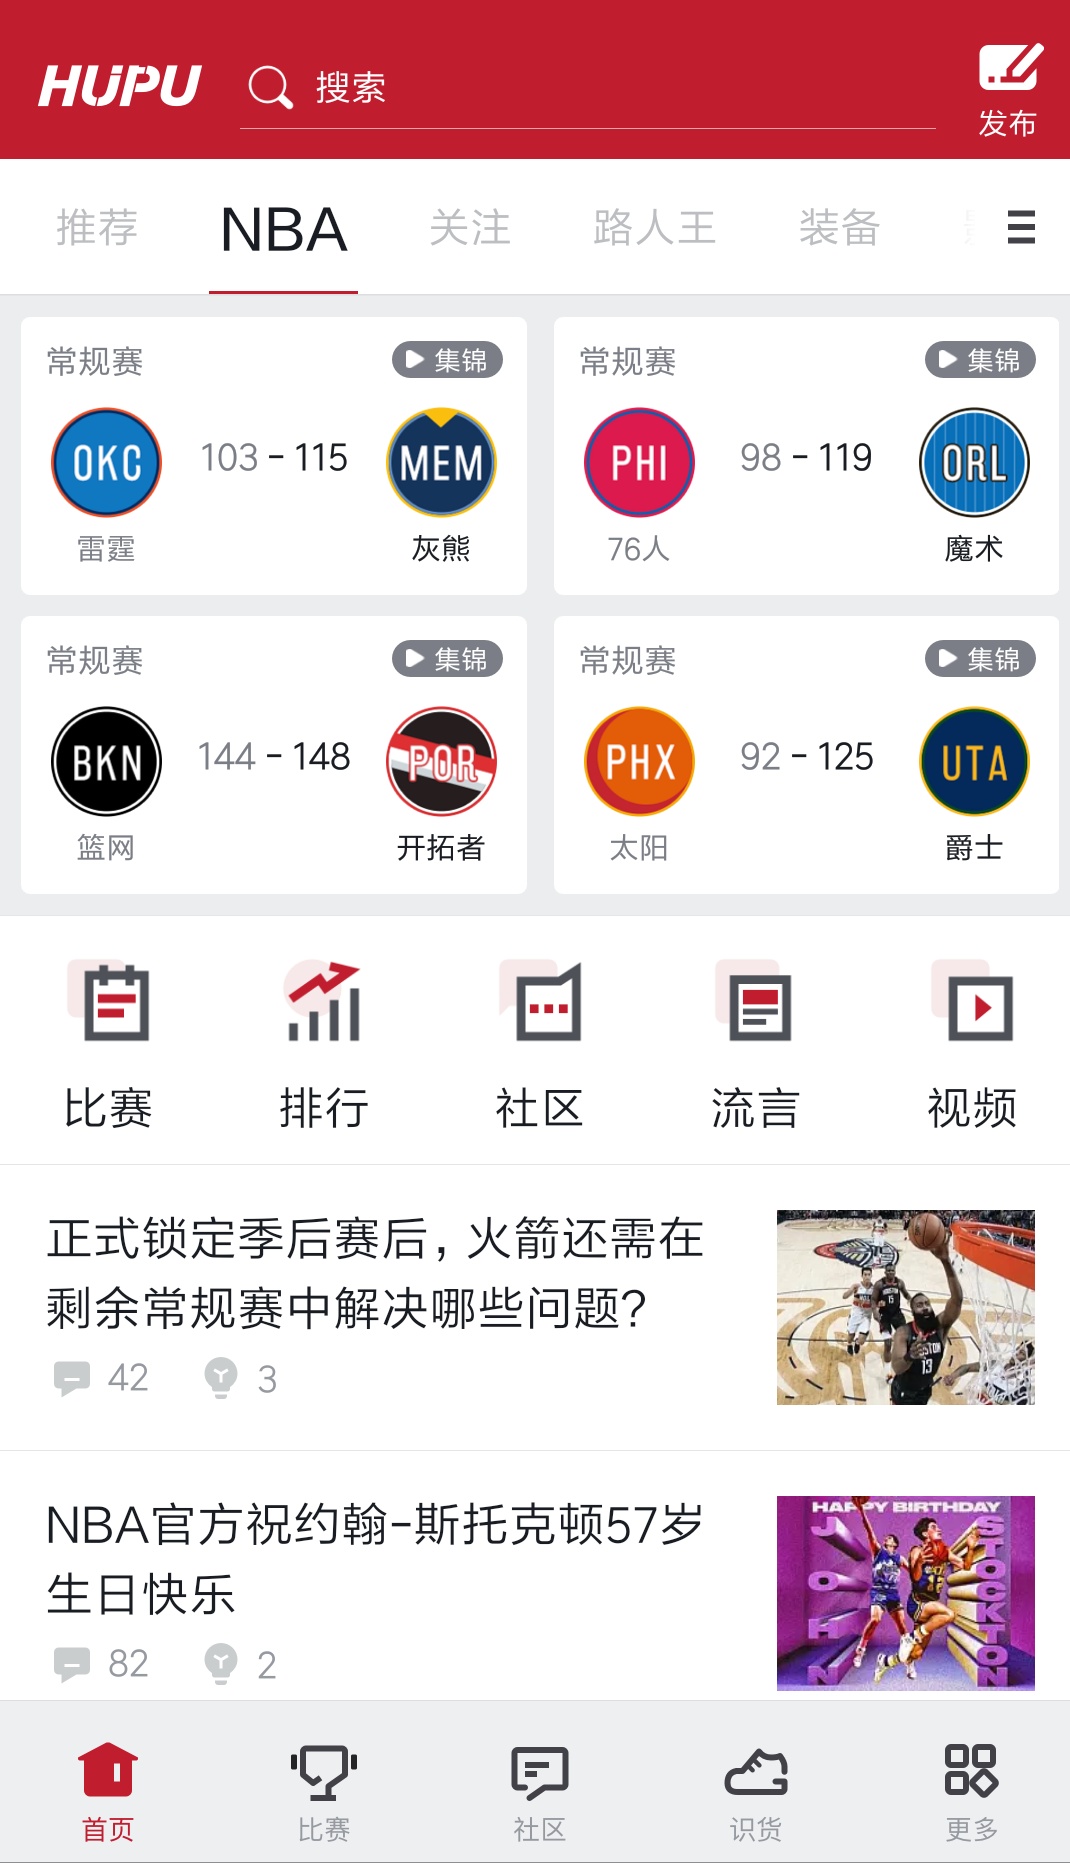 HUPU
搜索
发布
推荐 NBA 关注 路人王 装备
常规赛 集锦
OKC 103 - 115 MEM
雷霆 灰熊
常规赛 集锦
PHI 98 - 119 ORL
76人 魔术
常规赛 集锦
BKN 144 - 148 POR
篮网 开拓者
常规赛 集锦
PHX 92 - 125 UTA
太阳 爵士
比赛 排行 社区 流言 视频
正式锁定季后赛后，火箭还需在
剩余常规赛中解决哪些问题?
42 3
HOUSTON
13
15
NBA官方祝约翰-斯托克顿57岁
生日快乐
82 2
HAPPY BIRTHDAY
JOHN
STOCKTON
12
首页 比赛 社区 识货 更多